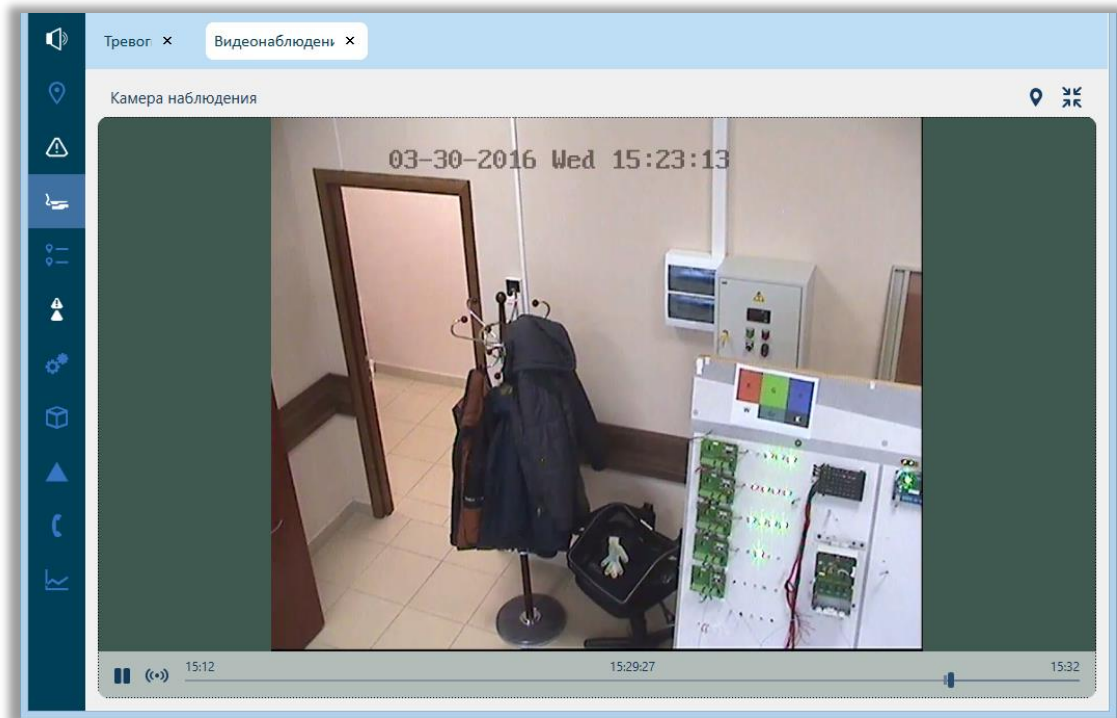 Тревог
Видеонаблюдени
Камера наблюдения
03-30-2016 Wed 15:23:13
15:12
15:29:27
15:32